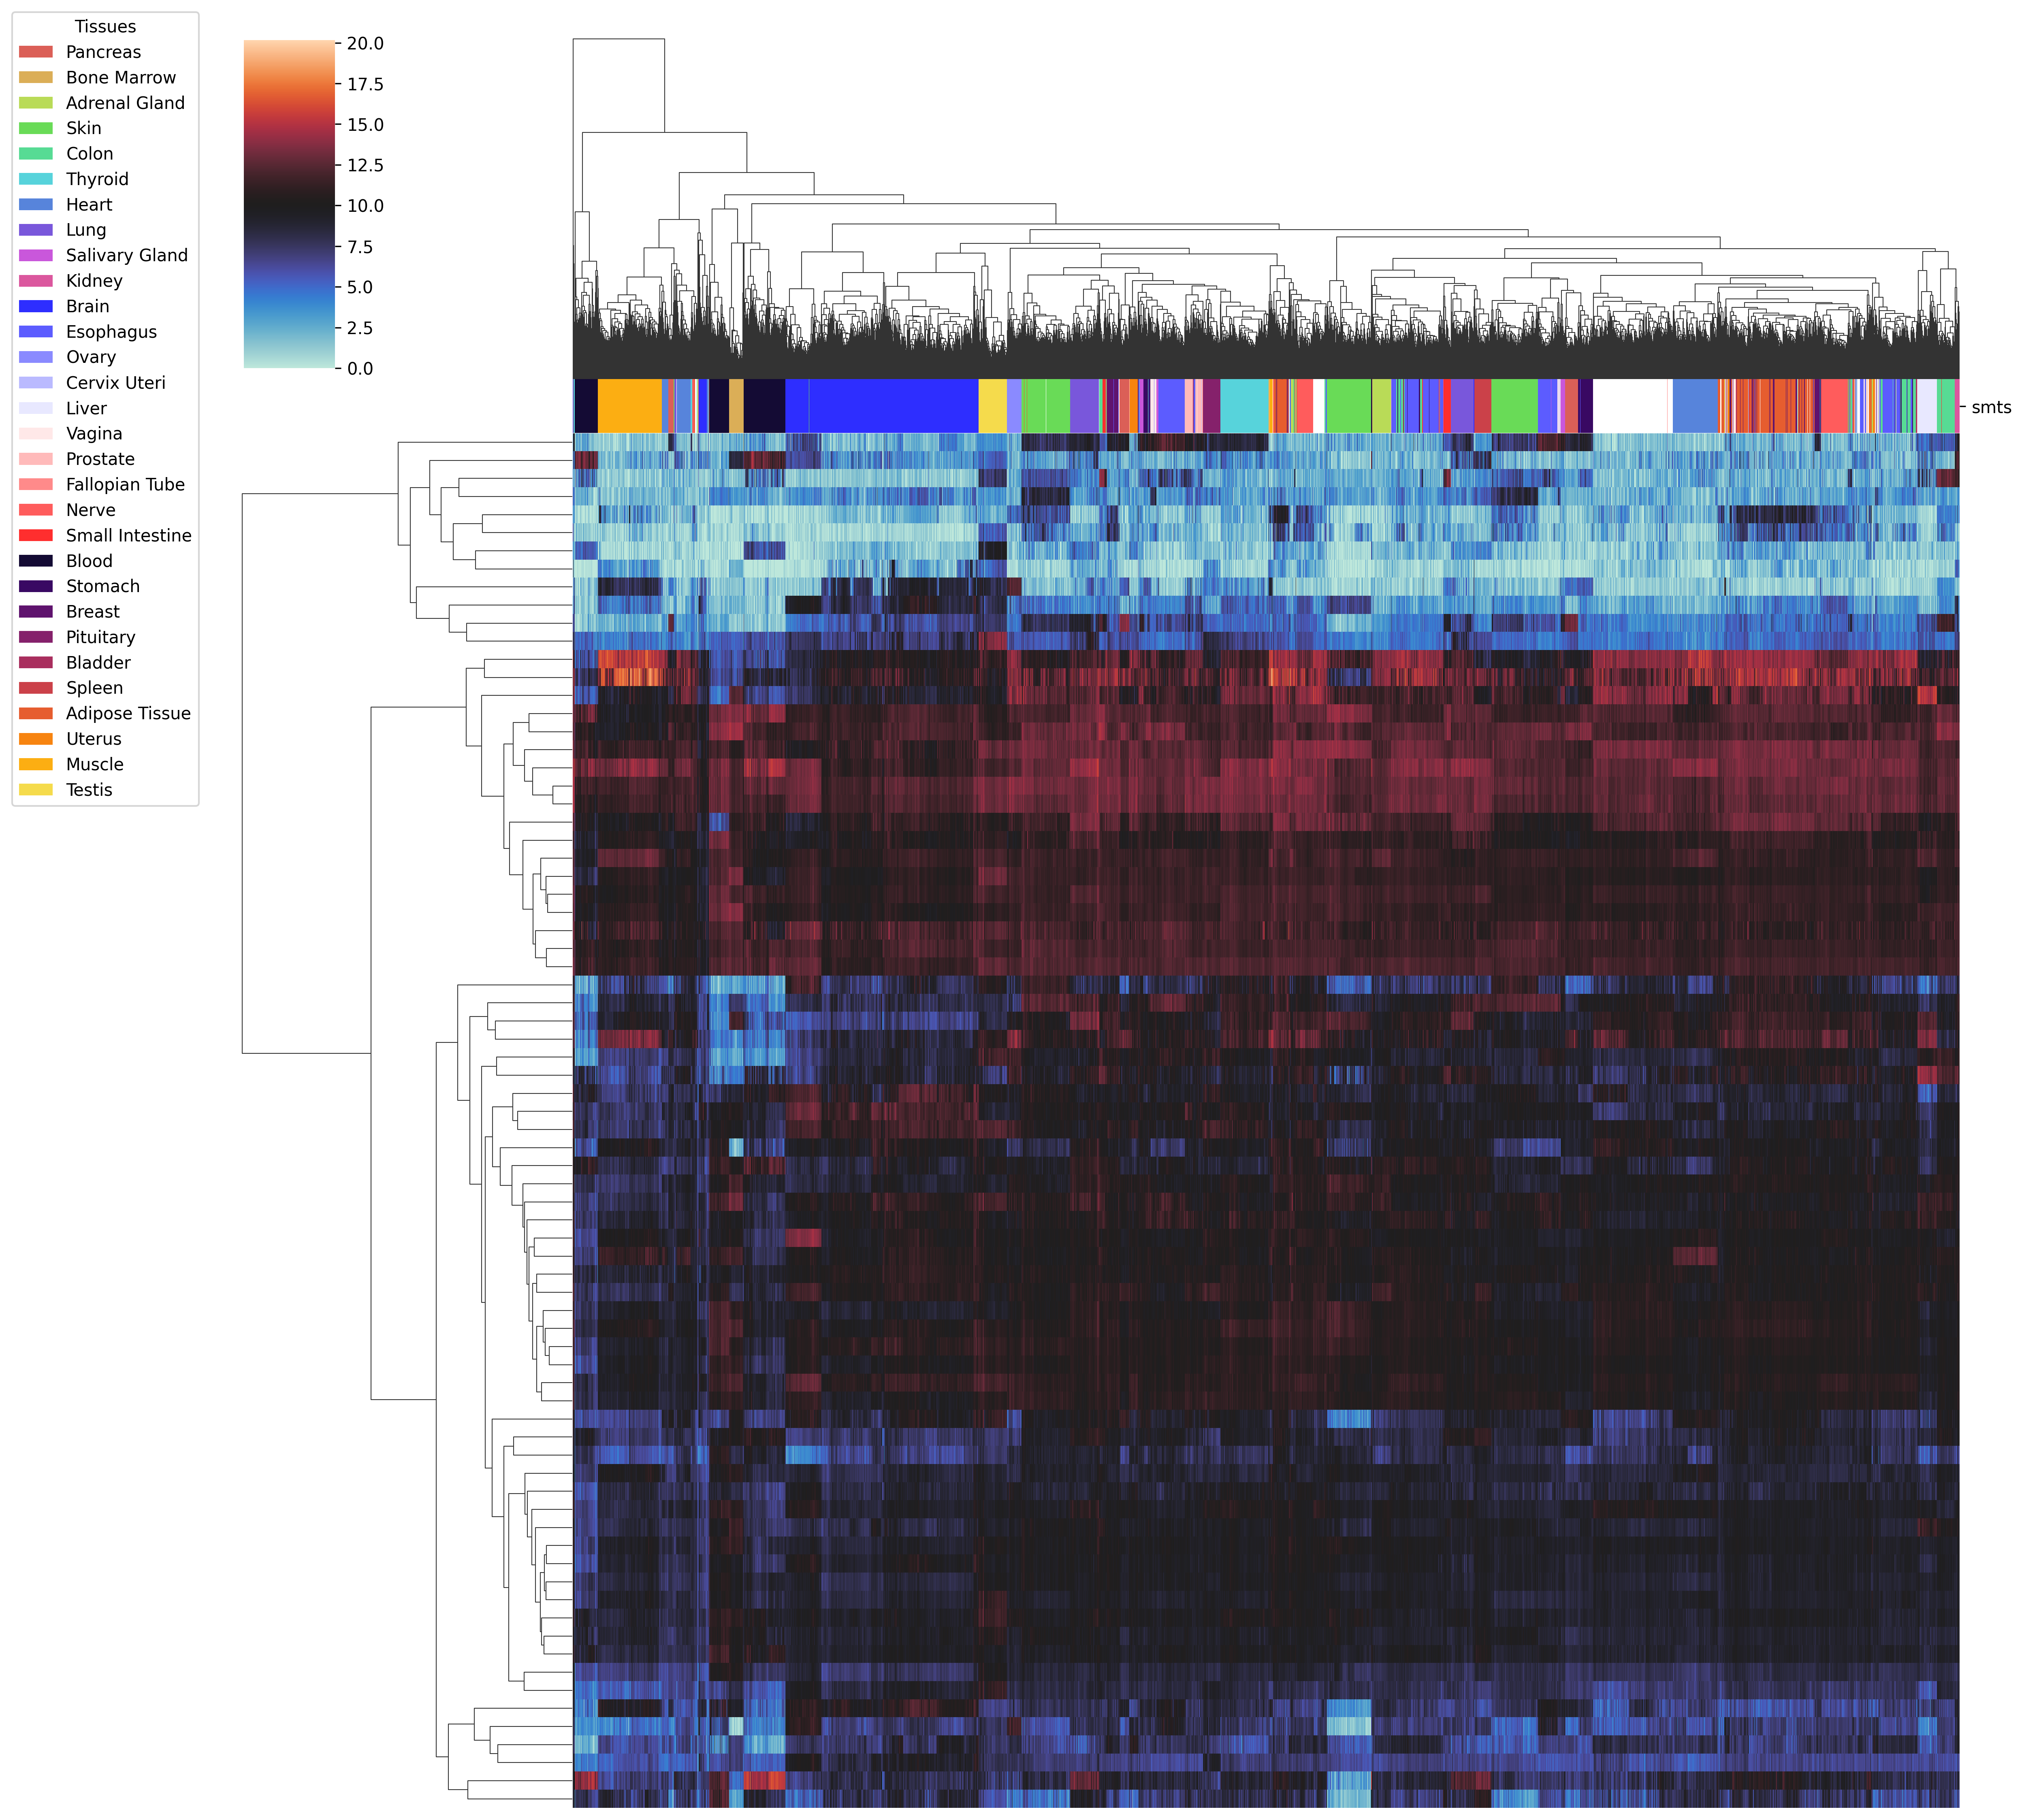 Tissues
Pancreas
Bone Marrow
Adrenal Gland
Skin
Colon
Thyroid
Heart
Lung
Salivary Gland
Kidney
Brain
Esophagus
Ovary
Cervix Uteri
Liver
Vagina
Prostate
Fallopian Tube
Nerve
Small Intestine
Blood
Stomach
Breast
Pituitary
Bladder
Spleen
Adipose Tissue
Uterus
Muscle
Testis
20.0
17.5
15.0
12.5
10.0
7.5
5.0
2.5
0.0
smts